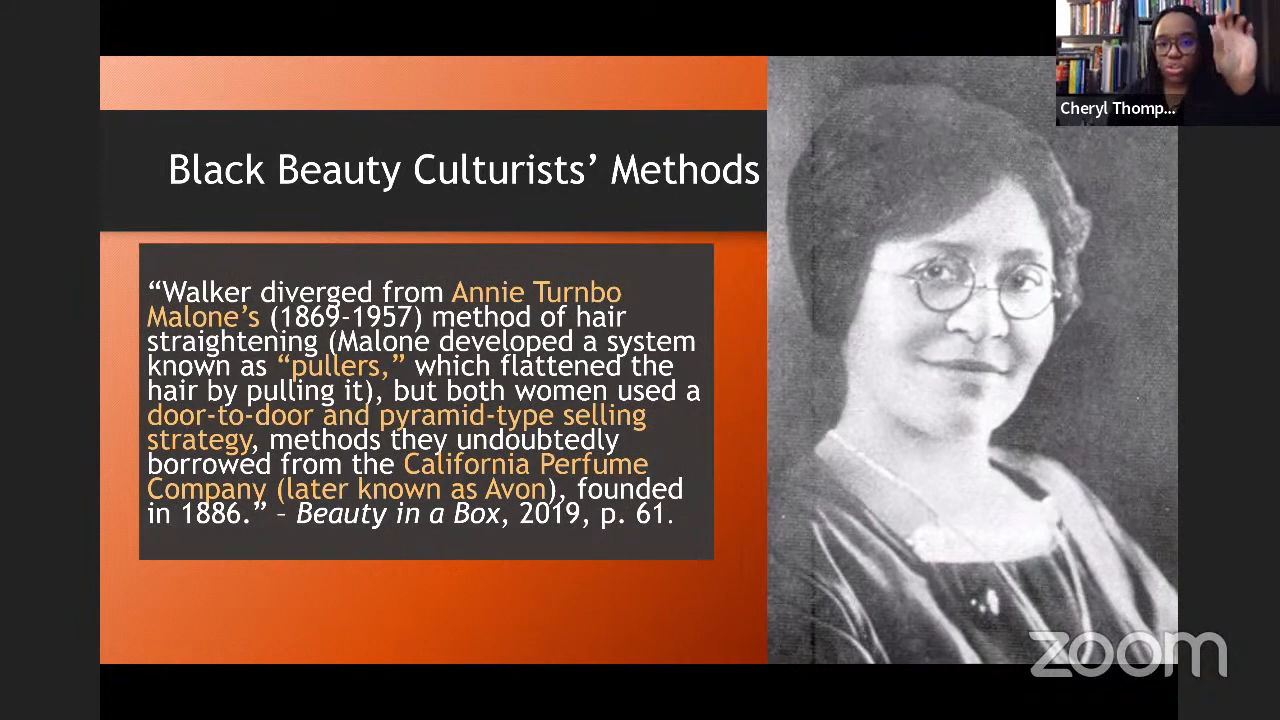 Cheryl Thomp...
Black Beauty Culturists’ Methods
“Walker diverged from Annie Turnbo
Malone’s (1869-1957) method of hair
straightening (Malone developed a system
known as “pullers,” which flattened the
hair by pulling it), but both women used a
door-to-door and pyramid-type selling
strategy, methods they undoubtedly
borrowed from the California Perfume
Company (later known as Avon), founded
in 1886.” – Beauty in a Box, 2019, p. 61.
zoom